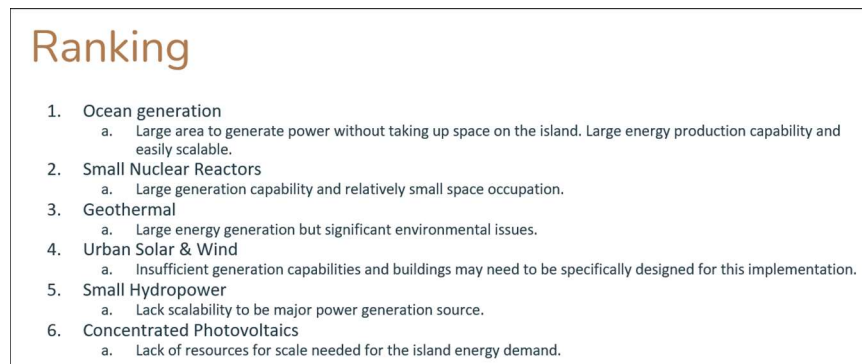 Ranking
1. Ocean generation
a. Large area to generate power without taking up space on the island. Large energy production capability and
easily scalable.
2. Small Nuclear Reactors
a. Large generation capability and relatively small space occupation.
3. Geothermal
a. Large energy generation but significant environmental issues.
4. Urban Solar & Wind
a. Insufficient generation capabilities and buildings may need to be specifically designed for this implementation.
5. Small Hydropower
a. Lack scalability to be major power generation source.
6. Concentrated Photovoltaics
a. Lack of resources for scale needed for the island energy demand.